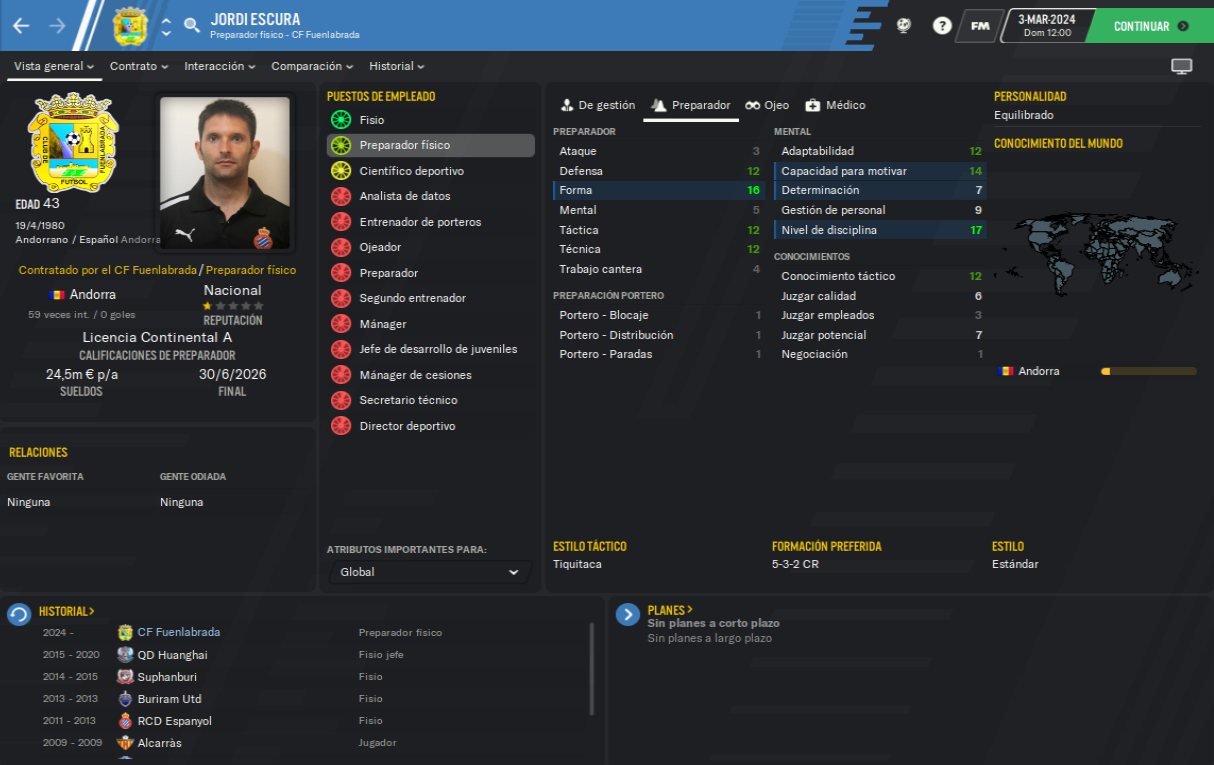 JORDI ESCURA
Preparador físico - CF Fuenlabrada
?
FM
3-MAR-2024
Dom 12:00
CONTINUAR
Vista general
Contrato
Interacción
Comparación
Historial
CLUB DE
FUENLABRADA
FUTBOL
EDAD 43
19/4/1980
Andorrano / Español Andorra
Contratado por el CF Fuenlabrada / Preparador físico
Andorra
59 veces int. / 0 goles
Nacional
REPUTACIÓN
Licencia Continental A
CALIFICACIONES DE PREPARADOR
24,5m € p/a
SUELDOS
30/6/2026
FINAL
RELACIONES
GENTE FAVORITA
Ninguna
GENTE ODIADA
Ninguna
PUESTOS DE EMPLEADO
Fisio
Preparador físico
Científico deportivo
Analista de datos
Entrenador de porteros
Ojeador
Preparador
Segundo entrenador
Mánager
Jefe de desarrollo de juveniles
Mánager de cesiones
Secretario técnico
Director deportivo
ATRIBUTOS IMPORTANTES PARA:
Global
De gestión
Preparador
Ojeo
Médico
PREPARADOR
Ataque 3
Defensa 12
Forma 16
Mental 5
Táctica 12
Técnica 12
Trabajo cantera 4
PREPARACIÓN PORTERO
Portero - Blocaje 1
Portero - Distribución 1
Portero - Paradas 1
MENTAL
Adaptabilidad 12
Capacidad para motivar 14
Determinación 7
Gestión de personal 9
Nivel de disciplina 17
CONOCIMIENTOS
Conocimiento táctico 12
Juzgar calidad 6
Juzgar empleados 3
Juzgar potencial 7
Negociación 1
PERSONALIDAD
Equilibrado
CONOCIMIENTO DEL MUNDO
Andorra
ESTILO TÁCTICO
Tiquitaca
FORMACIÓN PREFERIDA
5-3-2 CR
ESTILO
Estándar
HISTORIAL >
2024 - CF Fuenlabrada Preparador físico
2015 - 2020 QD Huanghai Fisio jefe
2014 - 2015 Suphanburi Fisio
2013 - 2013 Buriram Utd Fisio
2011 - 2013 RCD Espanyol Fisio
2009 - 2009 Alcarràs Jugador
PLANES >
Sin planes a corto plazo
Sin planes a largo plazo